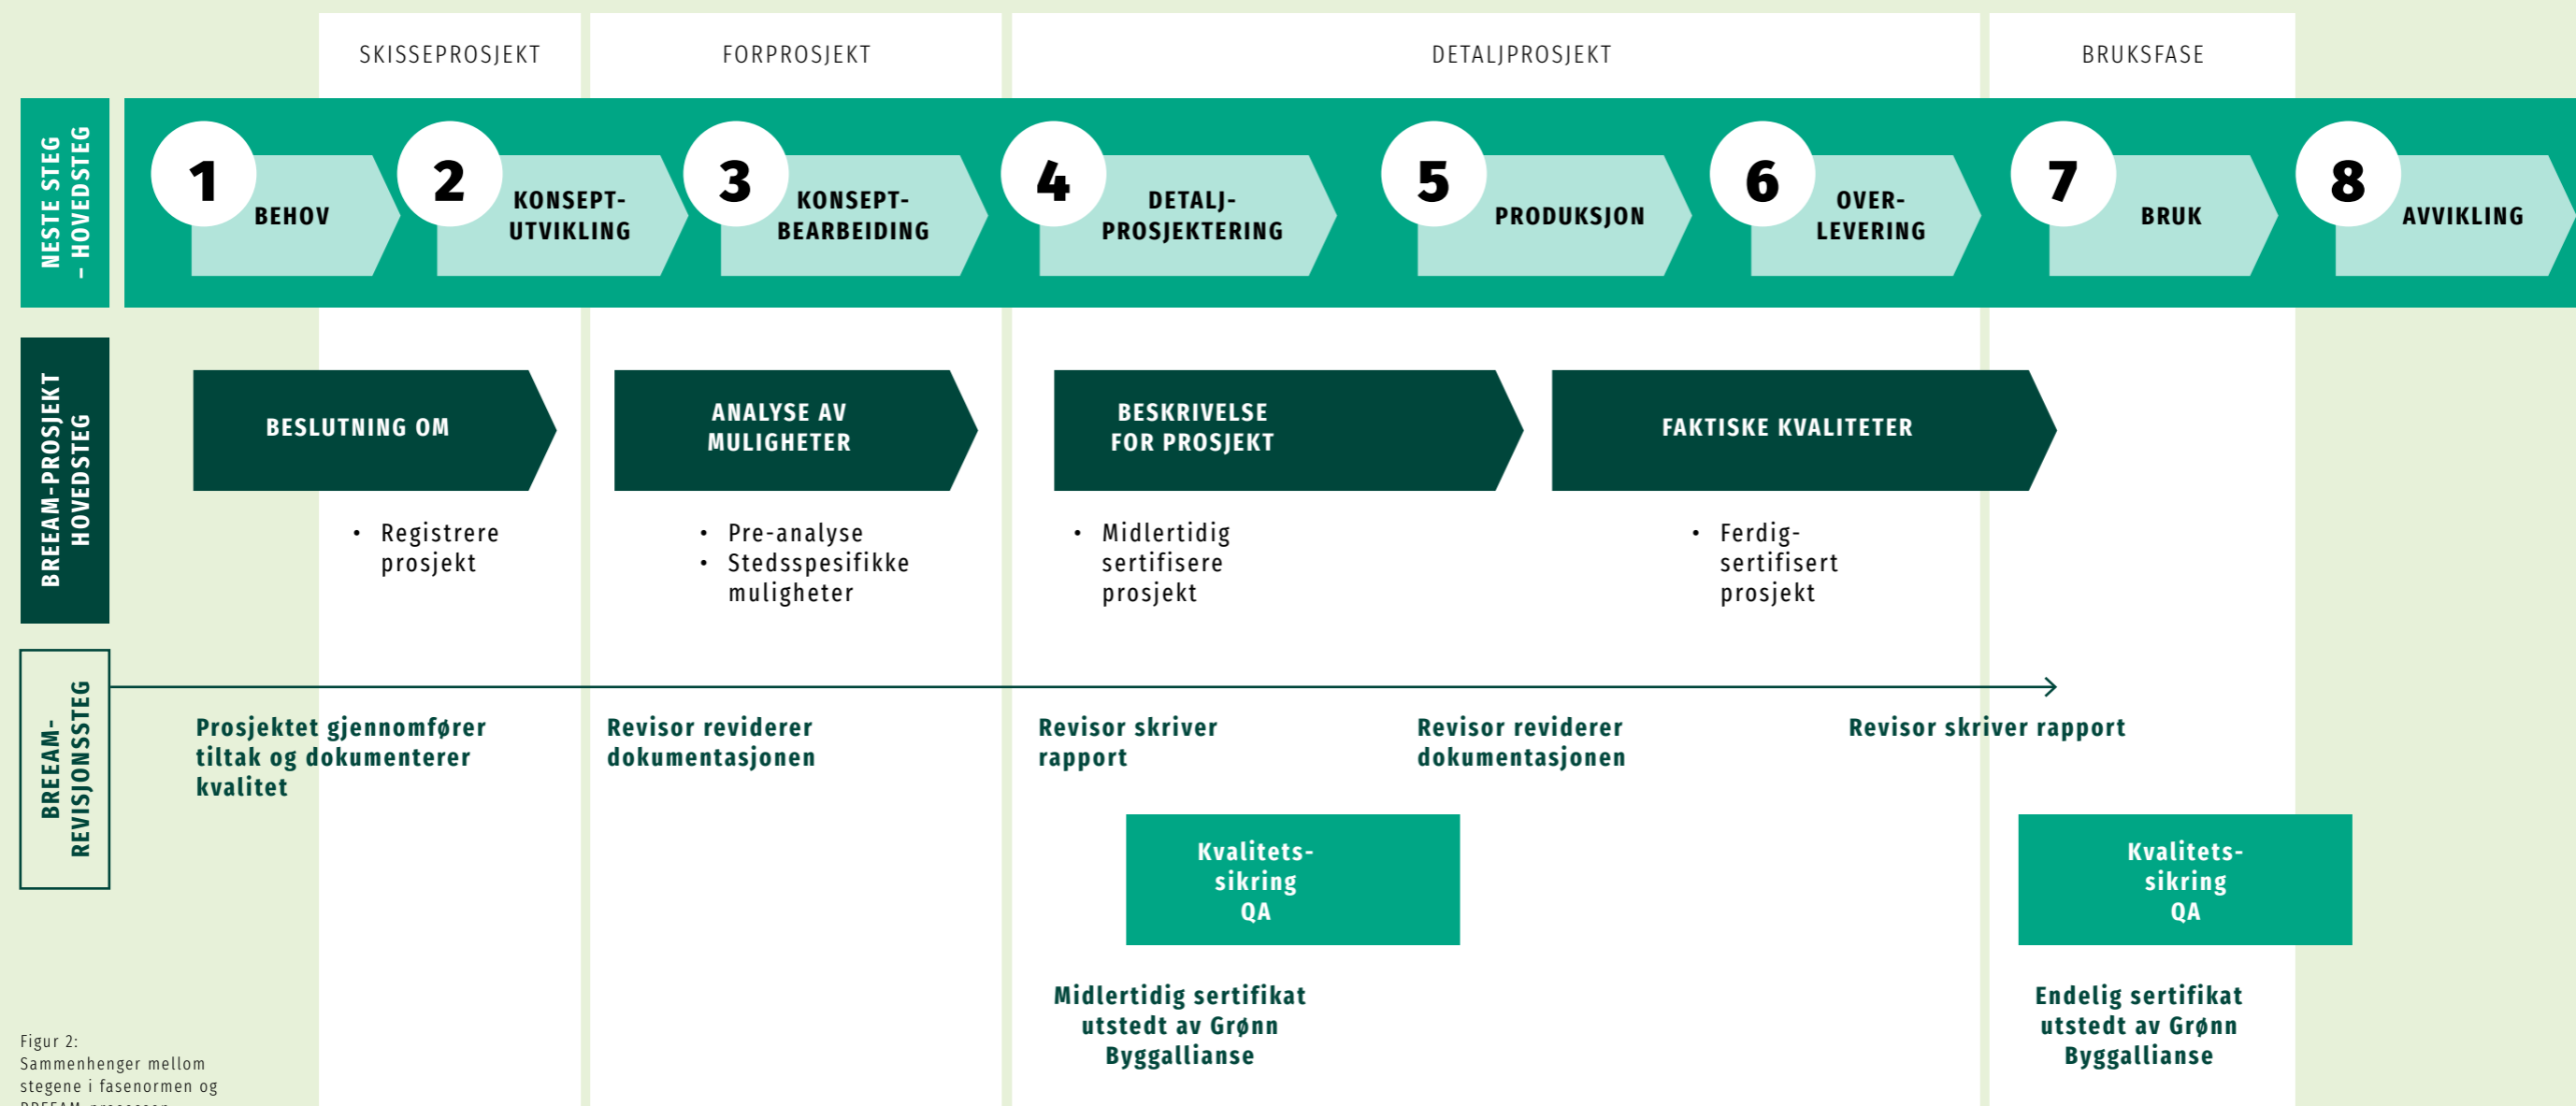 SKISSEPROSJEKT
FORPROSJEKT
DETALJPROSJEKT
BRUKSFASE
NESTE STEG
– HOVEDSTEG
1
BEHOV
2
KONSEPT-
UTVIKLING
3
KONSEPT-
BEARBEIDING
4
DETALJ-
PROSJEKTERING
5
PRODUKSJON
6
OVER-
LEVERING
7
BRUK
8
AVVIKLING
BREEAM-PROSJEKT
HOVEDSTEG
BESLUTNING OM
ANALYSE AV
MULIGHETER
BESKRIVELSE
FOR PROSJEKT
FAKTISKE KVALITETER
• Registrere
prosjekt
• Pre-analyse
• Stedsspesifikke
muligheter
• Midlertidig
sertifisere
prosjekt
• Ferdig-
sertifisert
prosjekt
BREEAM-
REVISJONSSTEG
Prosjektet gjennomfører
tiltak og dokumenterer
kvalitet
Revisor reviderer
dokumentasjonen
Revisor skriver
rapport
Revisor reviderer
dokumentasjonen
Revisor skriver rapport
Kvalitets-
sikring
QA
Kvalitets-
sikring
QA
Midlertidig sertifikat
utstedt av Grønn
Byggallianse
Endelig sertifikat
utstedt av Grønn
Byggallianse
Figur 2:
Sammenhenger mellom
stegene i fasenormen og